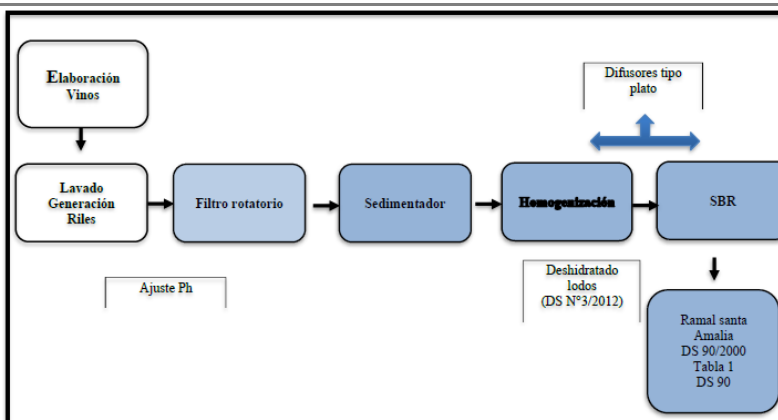 Elaboración
Vinos
Difusores tipo
plato
Lavado
Generación
Riles
Filtro rotatorio
Sedimentador
Homogenización
SBR
Ajuste Ph
Deshidratado
lodos
(DS N°3/2012)
Ramal santa
Amalia
DS 90/2000
Tabla 1
DS 90